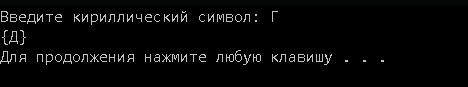 Введите кириллический символ: Г
{Д}
Для продолжения нажмите любую клавишу . . .